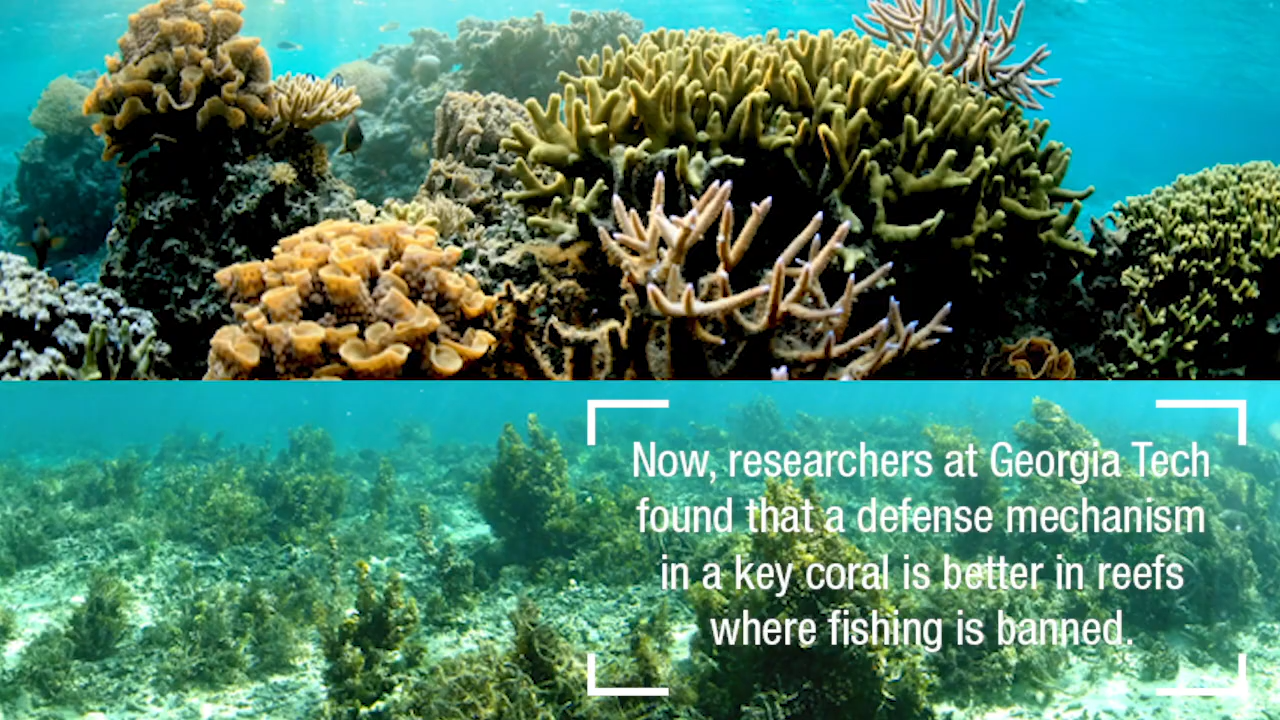 Now, researchers at Georgia Tech
found that a defense mechanism
in a key coral is better in reefs
where fishing is banned.